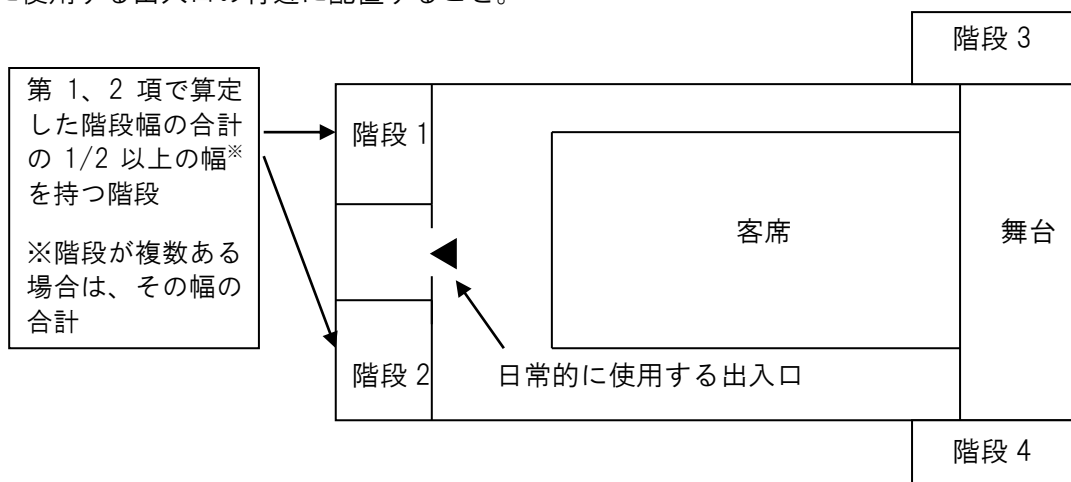 使用する出入口の付近に配置すること。
階段 3
第 1、2 項で算定
した階段幅の合計
の 1/2 以上の幅※
を持つ階段
※階段が複数ある
場合は、その幅の
合計
階段 1
客席
舞台
階段 2
日常的に使用する出入口
階段 4